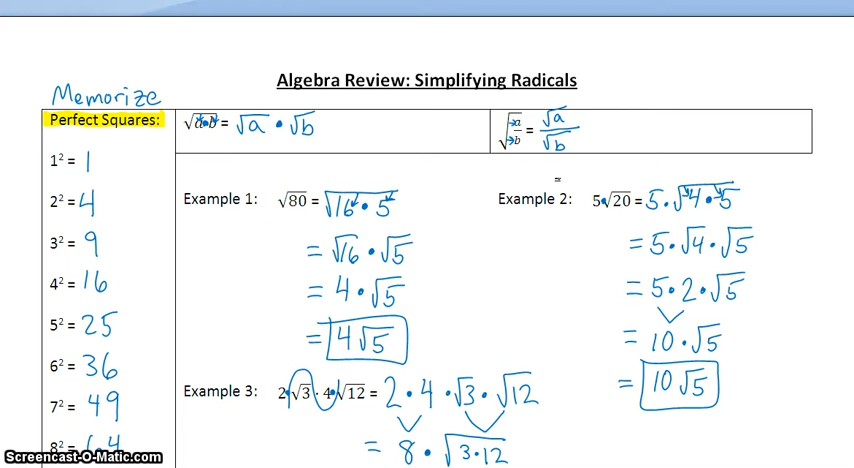 Algebra Review: Simplifying Radicals
Memorize
Perfect Squares:
√(a•b) = √a • √b
√(a/b) = √a/√b
1² = 1
2² = 4
3² = 9
4² = 16
5² = 25
6² = 36
7² = 49
8² = 64
Example 1: √80 = √(16 • 5)
= √16 • √5
= 4 • √5
= 4√5
Example 2: 5•√20 = 5 • √(4 • 5)
= 5 • √4 • √5
= 5 • 2 • √5
= 10 • √5
= 10√5
Example 3: 2•√3 · 4•√12 = 2 • 4 • √3 • √12
= 8 • √(3•12)
Screencast-O-Matic.com